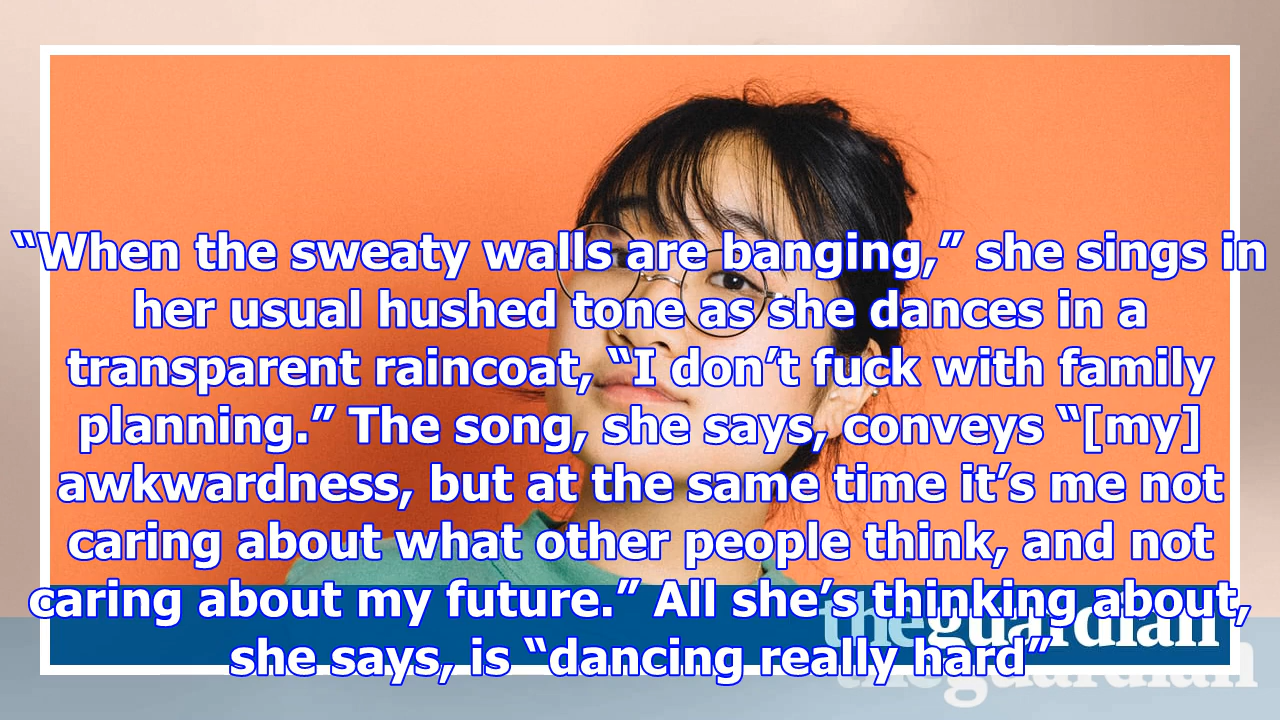 “When the sweaty walls are banging,” she sings in
her usual hushed tone as she dances in a
transparent raincoat, “I don’t fuck with family
planning.” The song, she says, conveys “[my]
awkwardness, but at the same time it’s me not
caring about what other people think, and not
caring about my future.” All she’s thinking about,
she says, is “dancing really hard”
theguardian
theguardian